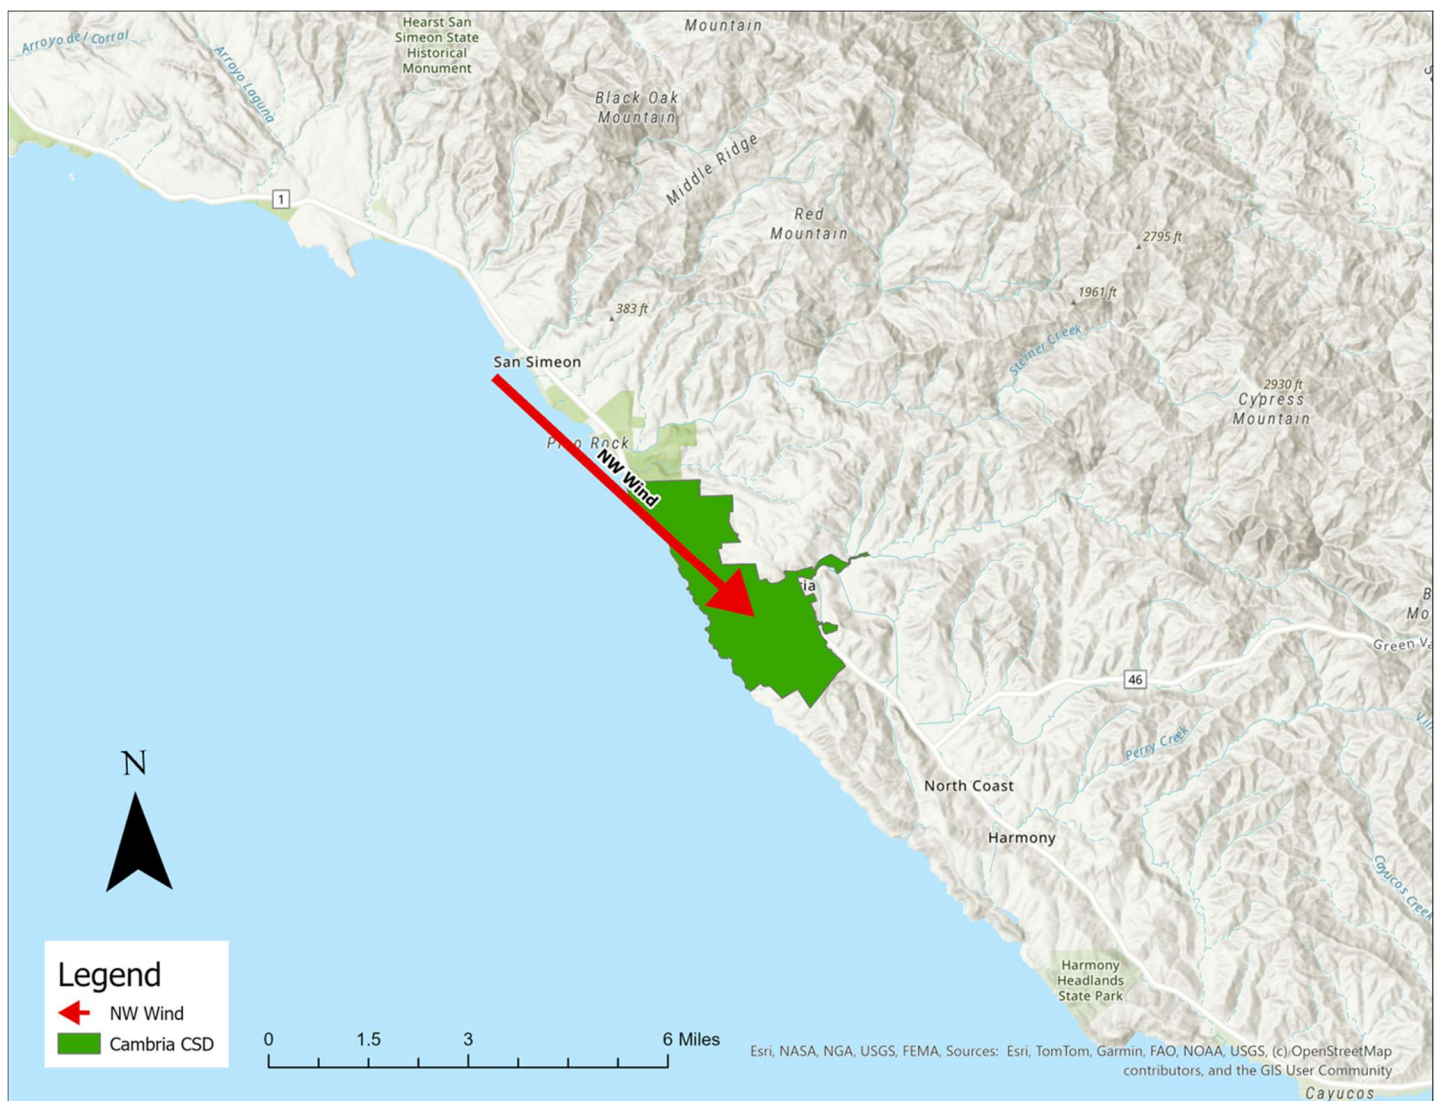 Hearst San
Simeon State
Historical
Monument
Mountain
Arroyo del Corral
Arroyo Laguna
Black Oak
Mountain
Middle Ridge
1
Red
Mountain
2795 ft
1961 ft
383 ft
Steiner Creek
San Simeon
2930 ft
Cypress
Mountain
Rock
NW Wind
ria
B
Mo
Green Va
46
Perry Creek
N
North Coast
Harmony
Cayucos Creek
Harmony
Headlands
State Park
Legend
NW Wind
Cambria CSD
0 1.5 3 6 Miles
Esri, NASA, NGA, USGS, FEMA, Sources: Esri, TomTom, Garmin, FAO, NOAA, USGS, (c) OpenStreetMap
contributors, and the GIS User Community
Cayucos